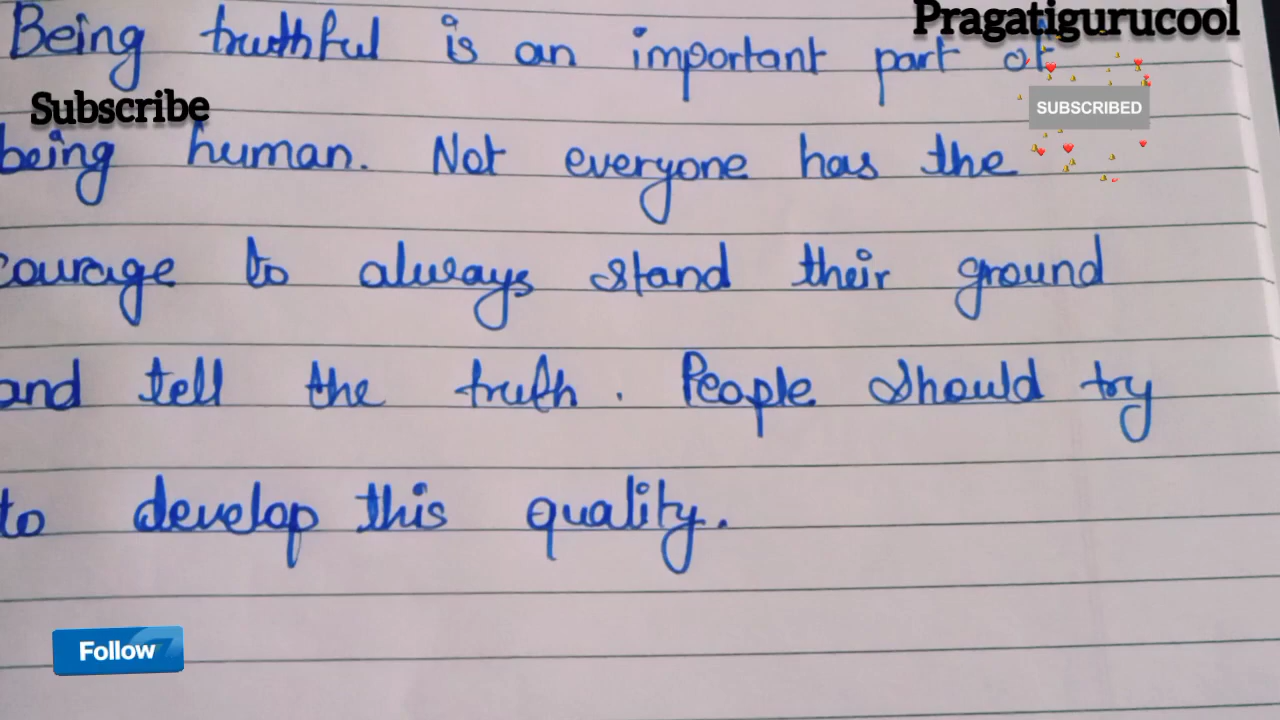 Pragatigurucool
Being truthful is an important part of
Subscribe
SUBSCRIBED
being human. Not everyone has the
courage to always stand their ground
and tell the truth. People should try
to develop this quality.
Follow